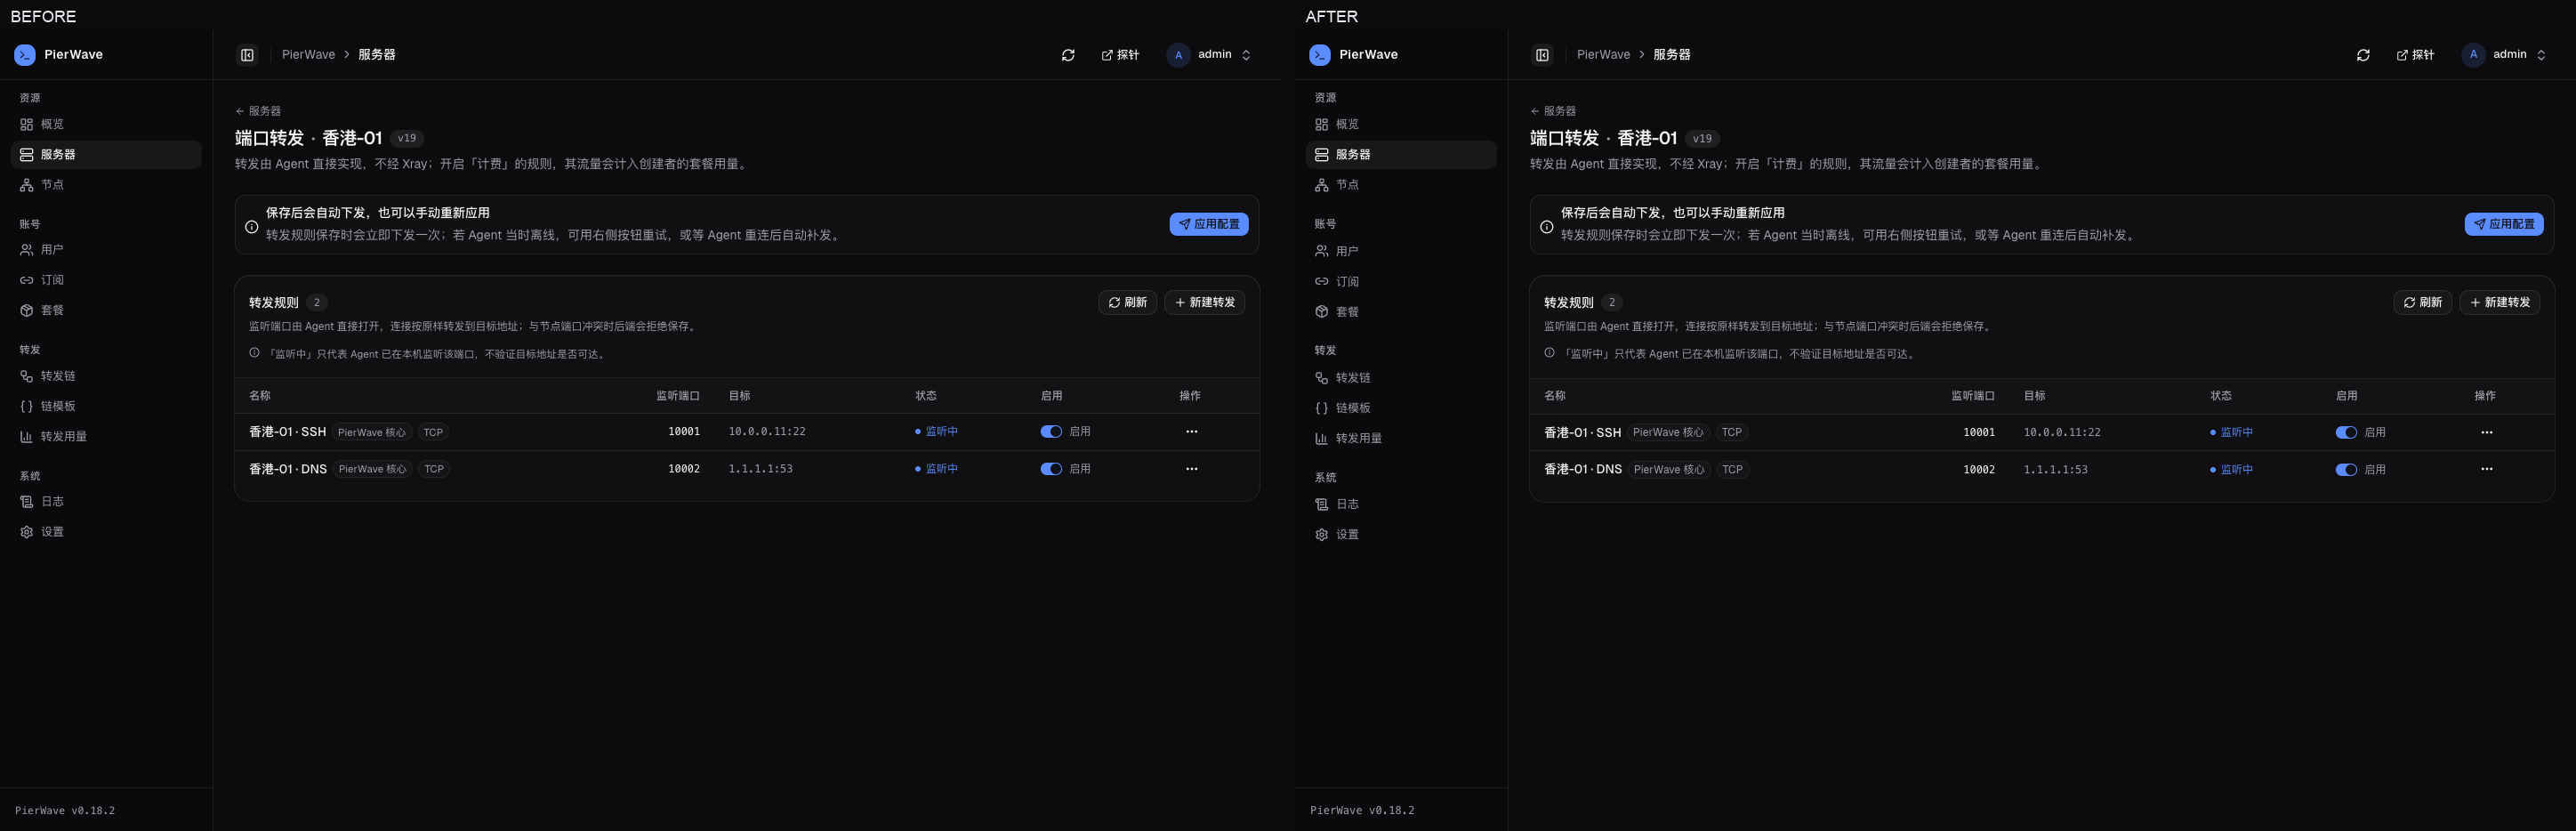 BEFORE
PierWave
PierWave > 服务器
探针
A admin
资源
概览
服务器
节点
账号
用户
订阅
套餐
转发
转发链
链模板
转发用量
系统
日志
设置
PierWave v0.18.2
← 服务器
端口转发 · 香港-01 v19
转发由 Agent 直接实现，不经 Xray；开启「计费」的规则，其流量会计入创建者的套餐用量。
保存后会自动下发，也可以手动重新应用
转发规则保存时会立即下发一次；若 Agent 当时离线，可用右侧按钮重试，或等 Agent 重连后自动补发。
应用配置
转发规则 2
刷新
+ 新建转发
监听端口由 Agent 直接打开，连接按原样转发到目标地址；与节点端口冲突时后端会拒绝保存。
「监听中」只代表 Agent 已在本机监听该端口，不验证目标地址是否可达。
名称 监听端口 目标 状态 启用 操作
香港-01 · SSH PierWave 核心 TCP 10001 10.0.0.11:22 监听中 启用 ···
香港-01 · DNS PierWave 核心 TCP 10002 1.1.1.1:53 监听中 启用 ···
AFTER
PierWave
PierWave > 服务器
探针
A admin
资源
概览
服务器
节点
账号
用户
订阅
套餐
转发
转发链
链模板
转发用量
系统
日志
设置
PierWave v0.18.2
← 服务器
端口转发 · 香港-01 v19
转发由 Agent 直接实现，不经 Xray；开启「计费」的规则，其流量会计入创建者的套餐用量。
保存后会自动下发，也可以手动重新应用
转发规则保存时会立即下发一次；若 Agent 当时离线，可用右侧按钮重试，或等 Agent 重连后自动补发。
应用配置
转发规则 2
刷新
+ 新建转发
监听端口由 Agent 直接打开，连接按原样转发到目标地址；与节点端口冲突时后端会拒绝保存。
「监听中」只代表 Agent 已在本机监听该端口，不验证目标地址是否可达。
名称 监听端口 目标 状态 启用 操作
香港-01 · SSH PierWave 核心 TCP 10001 10.0.0.11:22 监听中 启用 ···
香港-01 · DNS PierWave 核心 TCP 10002 1.1.1.1:53 监听中 启用 ···